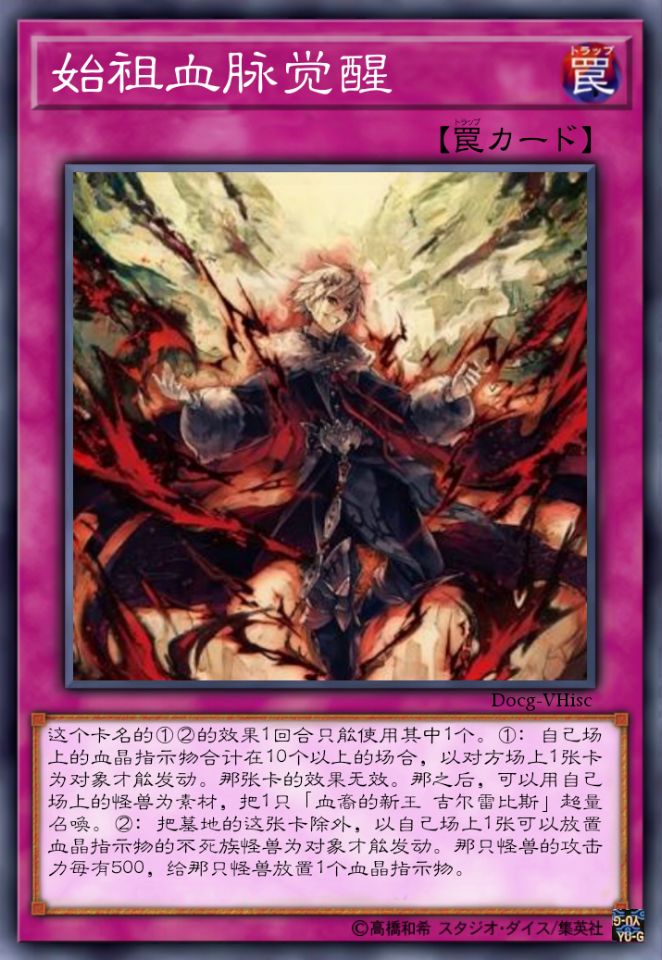 始祖血脉觉醒
トラップ
罠
トラップ
【罠カード】
Docg-VHisc
这个卡名的①②的效果1回合只能使用其中1个。①：自己场
上的血晶指示物合计在10个以上的场合，以对方场上1张卡
为对象才能发动。那张卡的效果无效。那之后，可以用自己
场上的怪兽为素材，把1只「血裔的新王 古尔雷比斯」超量
召唤。②：把墓地的这张卡除外，以自己场上1张可以放置
血晶指示物的不死族怪兽为对象才能发动。那只怪兽的攻击
力每有500，给那只怪兽放置1个血晶指示物。
©高橋和希 スタジオ・ダイス/集英社
YU-G
YU-G